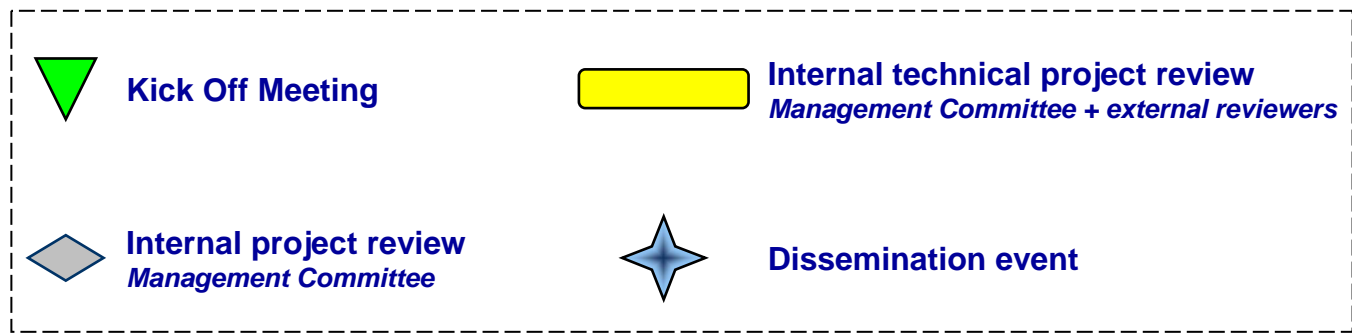 Kick Off Meeting
Internal technical project review
Management Committee + external reviewers
Internal project review
Management Committee
Dissemination event